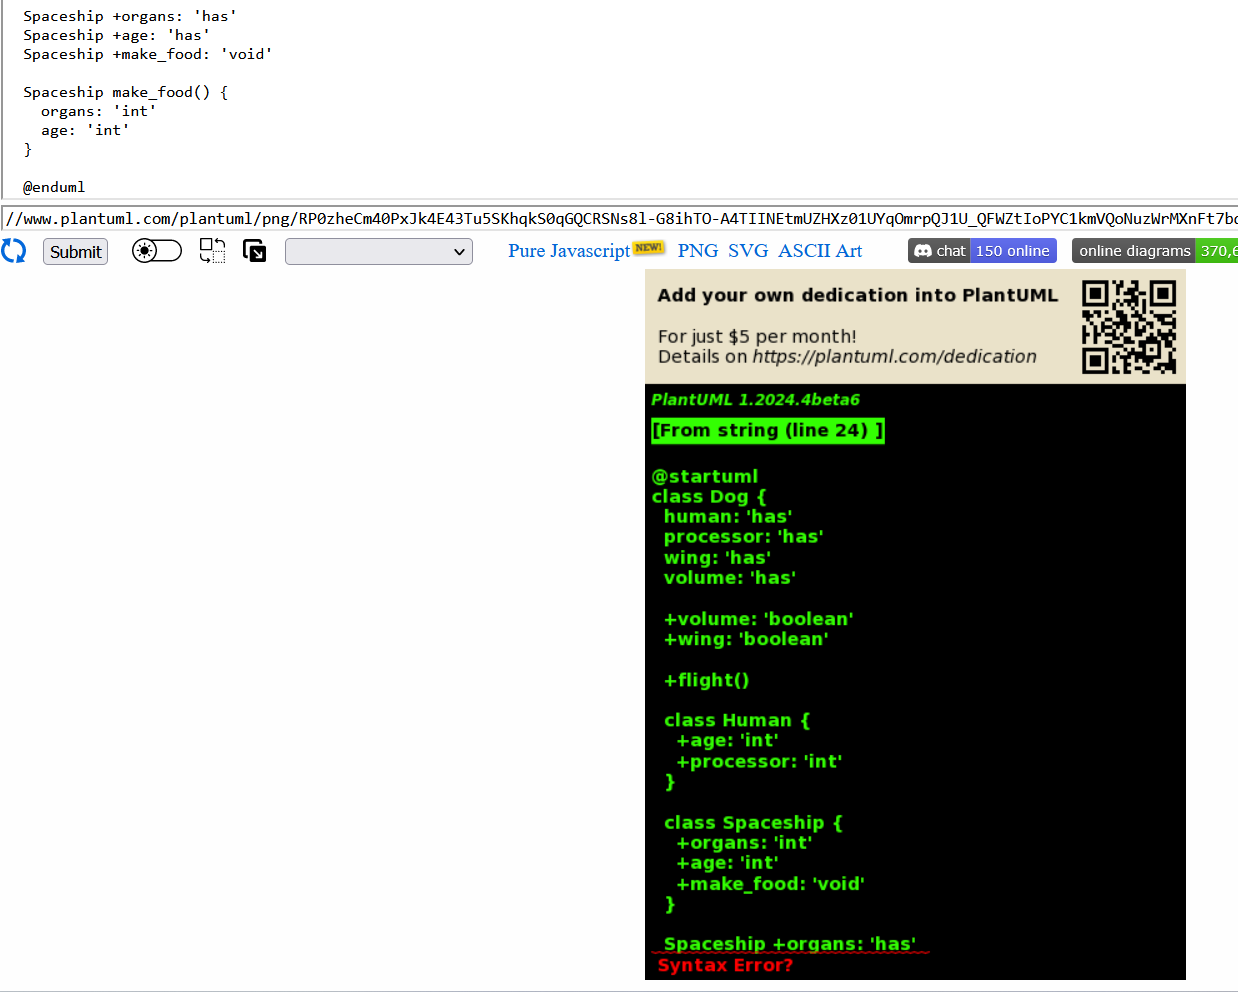 Spaceship +organs: 'has'
Spaceship +age: 'has'
Spaceship +make_food: 'void'
Spaceship make_food() {
organs: 'int'
age: 'int'
}
@enduml
//www.plantuml.com/plantuml/png/RP0zheCm40PxJk4E43Tu5SKhqkS0qGQCRSNs8l-G8ihTO-A4TIINEtmUZHXz01UYqOmrpQJ1U_QFWZtIoPYC1kmVQoNuzWrMXnFt7bc
Submit
Pure Javascript NEW! PNG SVG ASCII Art
chat 150 online
online diagrams 370,6
Add your own dedication into PlantUML
For just $5 per month!
Details on https://plantuml.com/dedication
PlantUML 1.2024.4beta6
[From string (line 24) ]
@startuml
class Dog {
human: 'has'
processor: 'has'
wing: 'has'
volume: 'has'
+volume: 'boolean'
+wing: 'boolean'
+flight()
class Human {
+age: 'int'
+processor: 'int'
}
class Spaceship {
+organs: 'int'
+age: 'int'
+make_food: 'void'
}
Spaceship +organs: 'has'
Syntax Error?